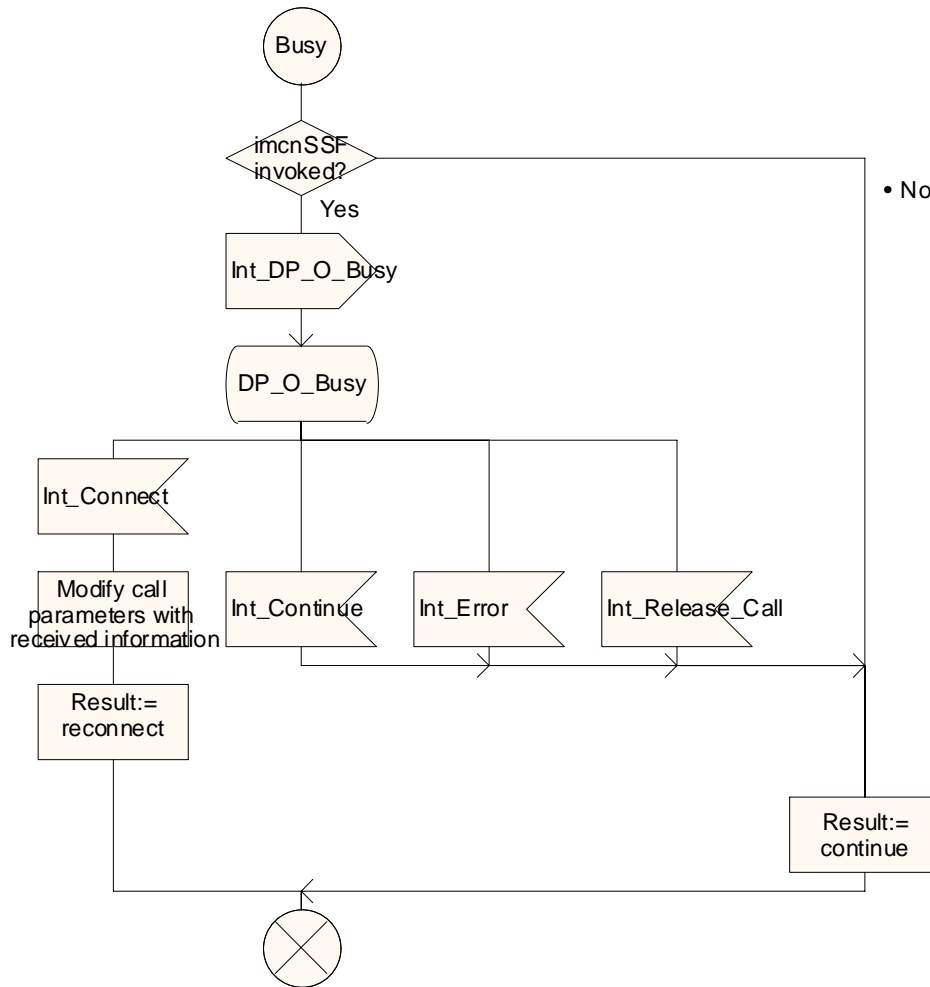 Busy
imcnSSF
invoked?
• No
Yes
Int_DP_O_Busy
DP_O_Busy
Int_Connect
Modify call
parameters with
received information
Int_Continue
Int_Error
Int_Release_Call
Result:=
reconnect
Result:=
continue